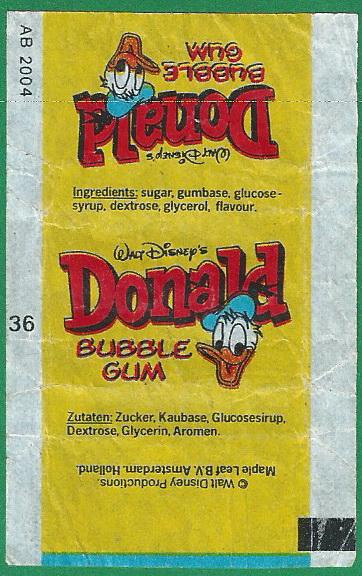 AB 2004
WALT DISNEY'S
Donald
BUBBLE
GUM
Ingredients: sugar, gumbase, glucose-
syrup, dextrose, glycerol, flavour.
WALT DISNEY'S
Donald
BUBBLE
GUM
36
Zutaten: Zucker, Kaubase, Glucosesirup,
Dextrose, Glycerin, Aromen.
© Walt Disney Productions.
Maple Leaf B.V. Amsterdam. Holland.